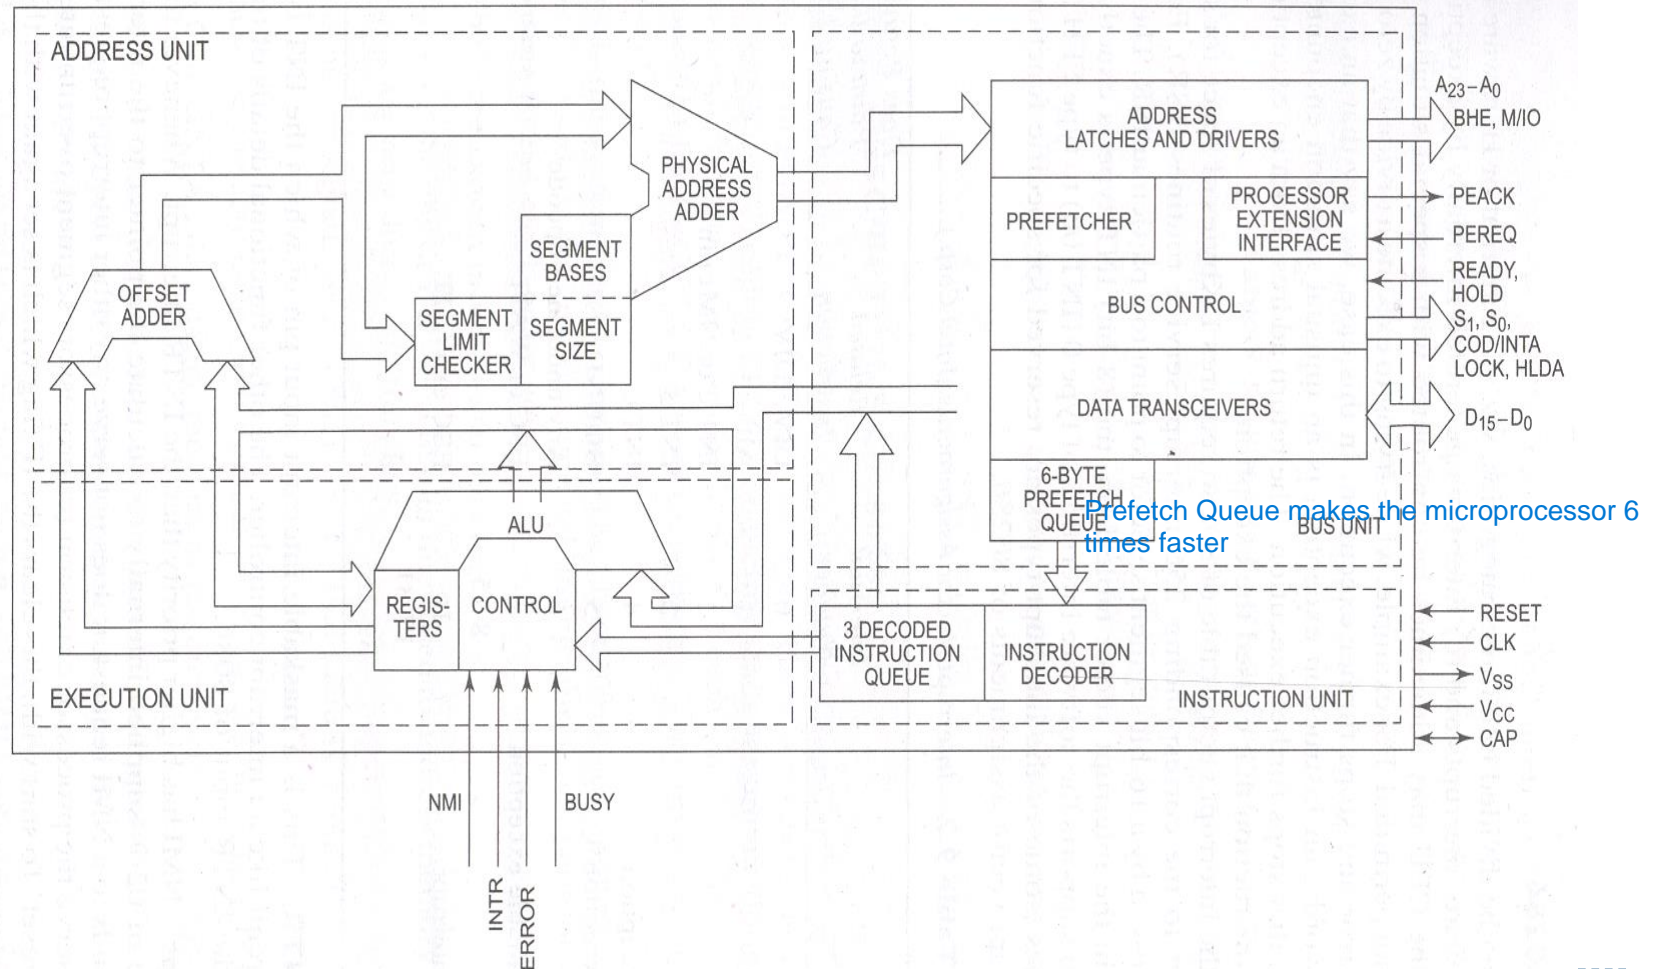 ADDRESS UNIT
OFFSET
ADDER
PHYSICAL
ADDRESS
ADDER
SEGMENT
BASES
SEGMENT
LIMIT
CHECKER
SEGMENT
SIZE
ADDRESS
LATCHES AND DRIVERS
PREFETCHER
PROCESSOR
EXTENSION
INTERFACE
BUS CONTROL
DATA TRANSCEIVERS
6-BYTE
PREFETCH
QUEUE
BUS UNIT
Prefetch Queue makes the microprocessor 6
times faster
A23–A0
BHE, M/IO
PEACK
PEREQ
READY,
HOLD
S1, S0,
COD/INTA
LOCK, HLDA
D15–D0
ALU
REGIS-
TERS
CONTROL
EXECUTION UNIT
3 DECODED
INSTRUCTION
QUEUE
INSTRUCTION
DECODER
INSTRUCTION UNIT
RESET
CLK
VSS
VCC
CAP
NMI
INTR
ERROR
BUSY